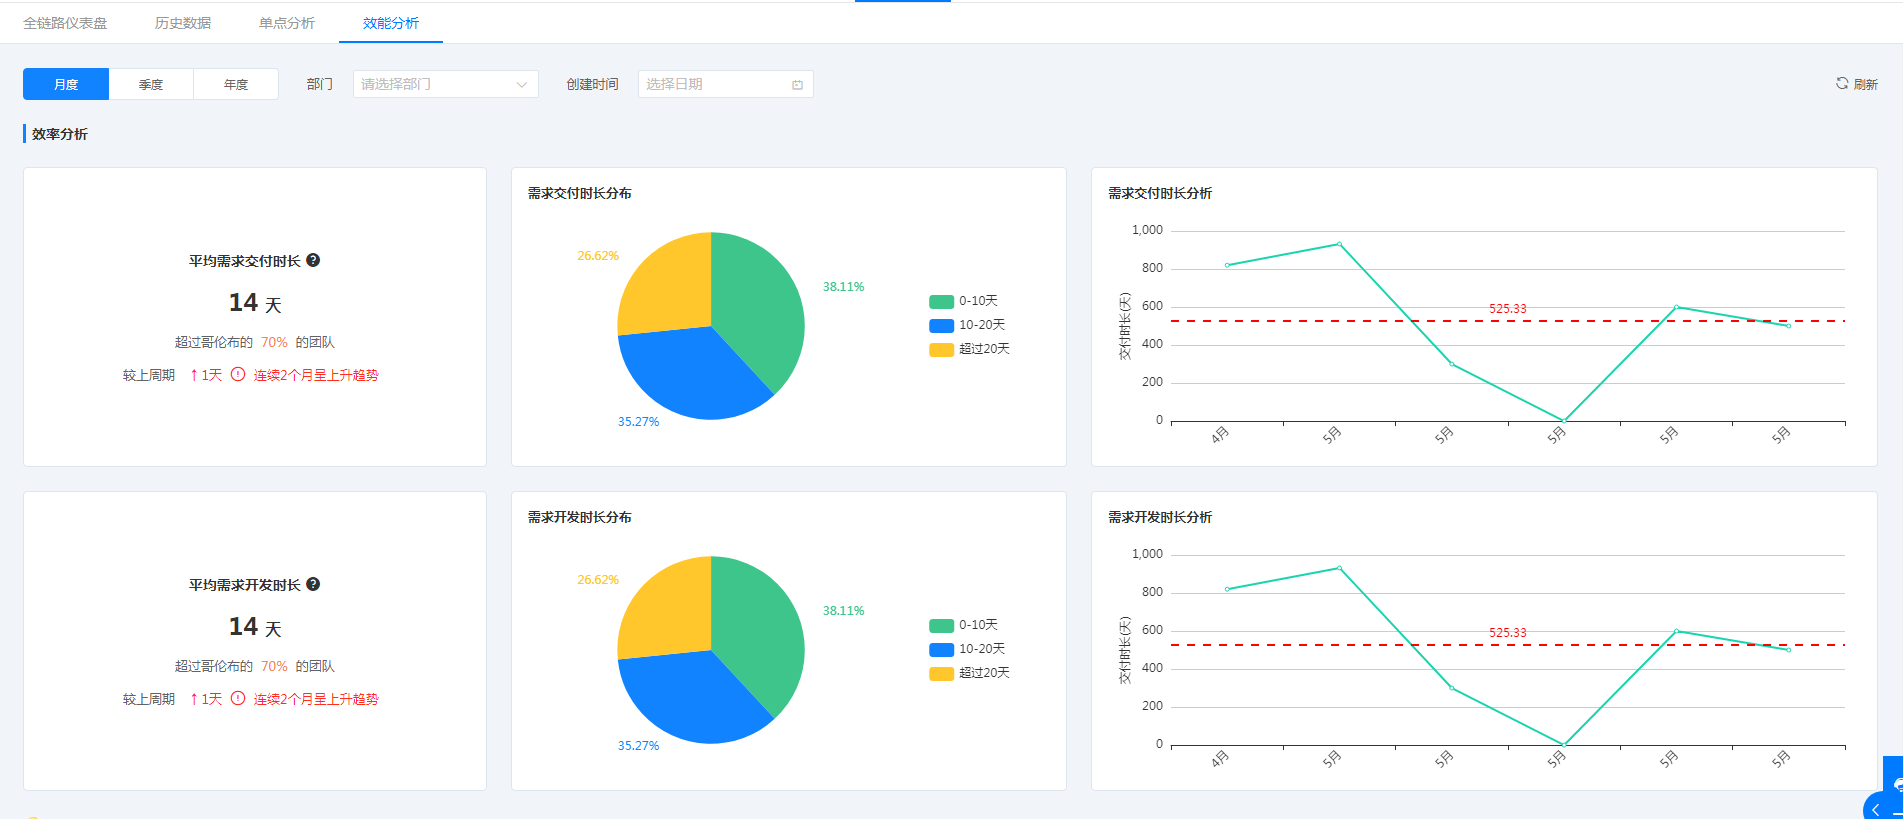 全链路仪表盘 历史数据 单点分析 效能分析
月度 季度 年度 部门 请选择部门 创建时间 选择日期 刷新
效率分析
平均需求交付时长
14 天
超过哥伦布的 70% 的团队
较上周期 ↑1天 连续2个月呈上升趋势
需求交付时长分布
26.62%
38.11%
35.27%
0-10天
10-20天
超过20天
需求交付时长分析
交付时长(天)
1,000
800
600
400
200
0
525.33
4月 5月 5月 5月 5月 5月
平均需求开发时长
14 天
超过哥伦布的 70% 的团队
较上周期 ↑1天 连续2个月呈上升趋势
需求开发时长分布
26.62%
38.11%
35.27%
0-10天
10-20天
超过20天
需求开发时长分析
交付时长(天)
1,000
800
600
400
200
0
525.33
4月 5月 5月 5月 5月 5月